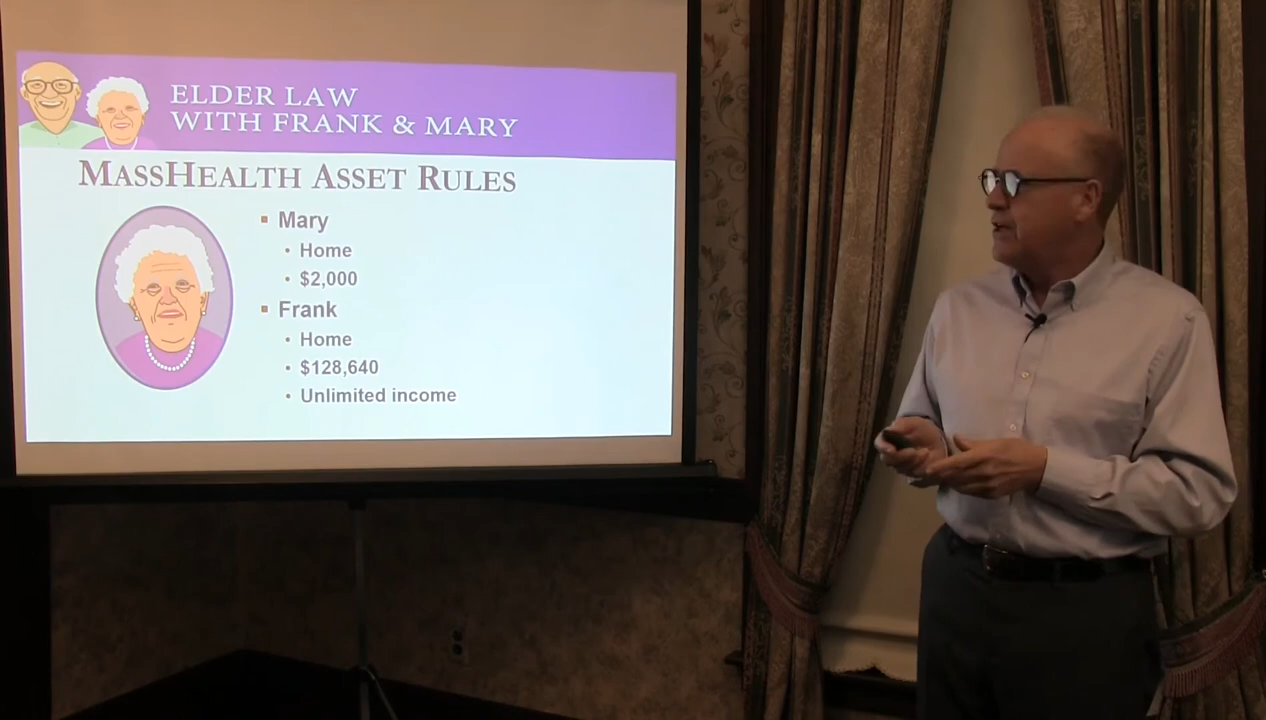 ELDER LAW
WITH FRANK & MARY
MASSHEALTH ASSET RULES
Mary
Home
$2,000
Frank
Home
$128,640
Unlimited income